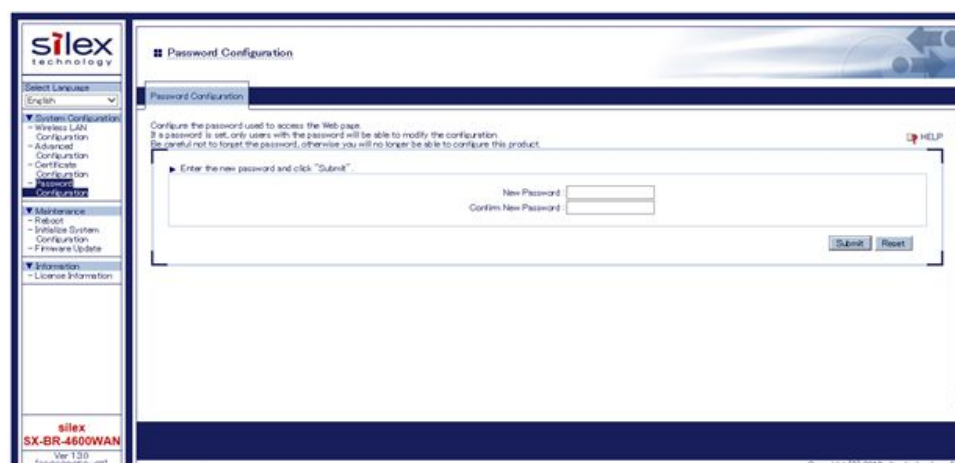 silex
technology
Select Language
English
▼ System Configuration
- Wireless LAN
Configuration
- Advanced
Configuration
- Certificate
Configuration
- Password
Configuration
▼ Maintenance
- Reboot
- Initialize System
Configuration
- Firmware Update
▼ Information
- License Information
silex
SX-BR-4600WAN
Ver 1.3.0
Password Configuration
Password Configuration
Configure the password used to access the Web page.
If a password is set, only users with the password will be able to modify the configuration.
Be careful not to forget the password, otherwise you will no longer be able to configure this product.
HELP
► Enter the new password and click "Submit".
New Password :
Confirm New Password :
Submit
Reset